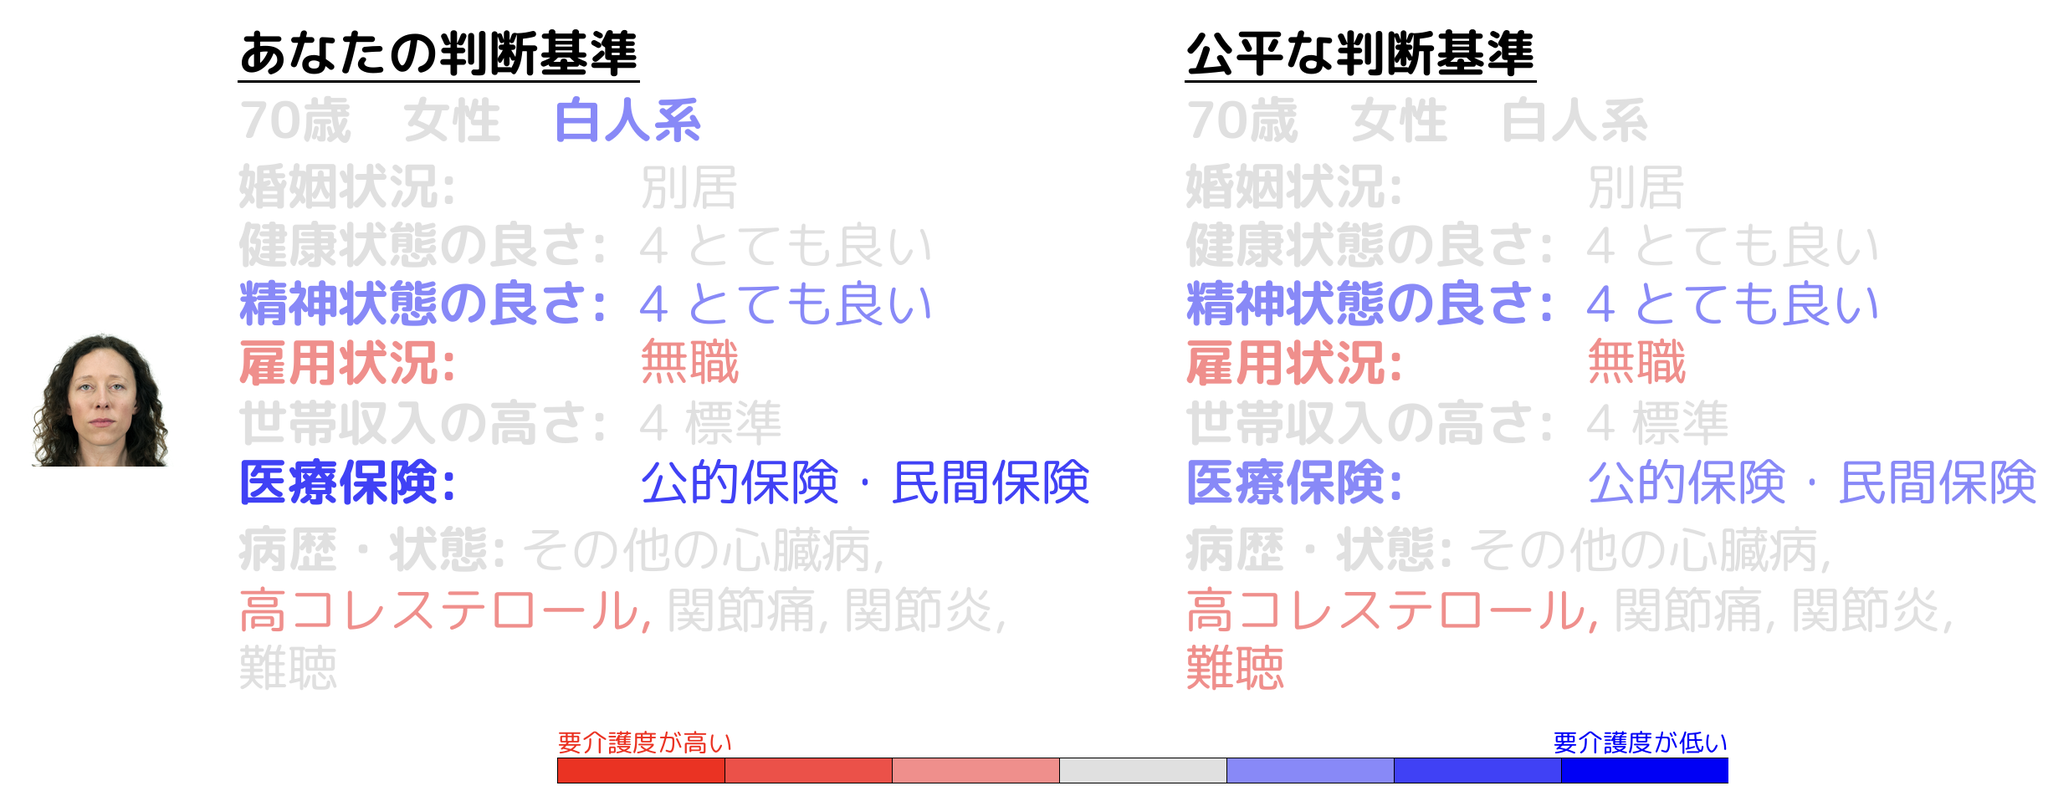 あなたの判断基準
70歳 女性 白人系
婚姻状況: 別居
健康状態の良さ: 4 とても良い
精神状態の良さ: 4 とても良い
雇用状況: 無職
世帯収入の高さ: 4 標準
医療保険: 公的保険・民間保険
病歴・状態: その他の心臓病,
高コレステロール, 関節痛, 関節炎,
難聴
公平な判断基準
70歳 女性 白人系
婚姻状況: 別居
健康状態の良さ: 4 とても良い
精神状態の良さ: 4 とても良い
雇用状況: 無職
世帯収入の高さ: 4 標準
医療保険: 公的保険・民間保険
病歴・状態: その他の心臓病,
高コレステロール, 関節痛, 関節炎,
難聴
要介護度が高い
要介護度が低い